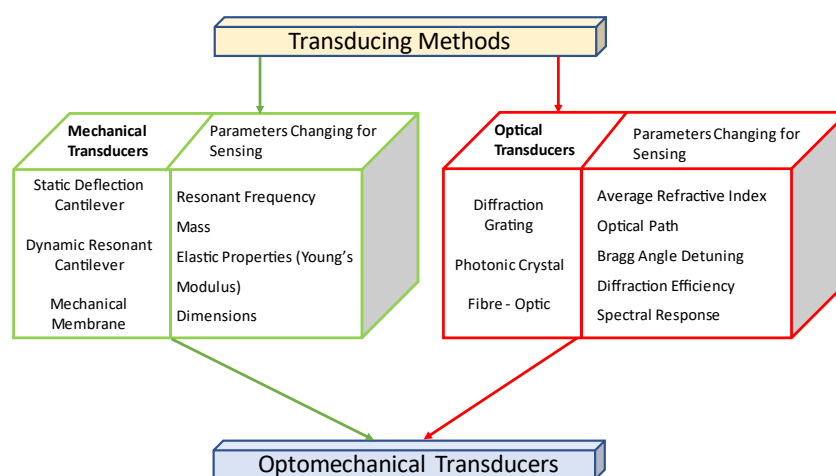 Transducing Methods
Mechanical
Transducers
Parameters Changing for
Sensing
Static Deflection
Cantilever
Dynamic Resonant
Cantilever
Mechanical
Membrane
Resonant Frequency
Mass
Elastic Properties (Young's
Modulus)
Dimensions
Optical
Transducers
Parameters Changing for
Sensing
Diffraction
Grating
Photonic Crystal
Fibre - Optic
Average Refractive Index
Optical Path
Bragg Angle Detuning
Diffraction Efficiency
Spectral Response
Optomechanical Transducers